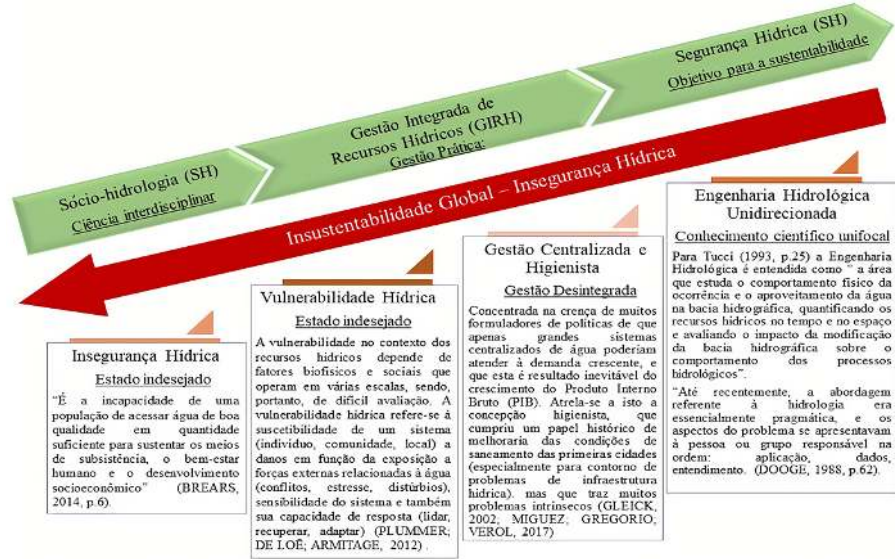 Segurança Hídrica (SH)
Objetivo para a sustentabilidade
Gestão Integrada de
Recursos Hídricos (GIRH)
Gestão Prática:
Sócio-hidrologia (SH)
Ciência interdisciplinar
Insustentabilidade Global – Insegurança Hídrica
Insegurança Hídrica
Estado indesejado
“É a incapacidade de uma
população de acessar água de boa
qualidade em quantidade
suficiente para sustentar os meios
de subsistência, o bem-estar
humano e o desenvolvimento
socioeconômico” (BREARS,
2014, p.6).
Vulnerabilidade Hídrica
Estado indesejado
A vulnerabilidade no contexto dos
recursos hídricos depende de
fatores biofísicos e sociais que
operam em várias escalas, sendo,
portanto, de difícil avaliação. A
vulnerabilidade hídrica refere-se à
suscetibilidade de um sistema
(individuo, comunidade, local) a
danos em função da exposição a
forças externas relacionadas à água
(conflitos, estresse, distúrbios),
sensibilidade do sistema e também
sua capacidade de resposta (lidar,
recuperar, adaptar) (PLUMMER;
DE LOË; ARMITAGE, 2012) .
Gestão Centralizada e
Higienista
Gestão Desintegrada
Concentrada na crença de muitos
formuladores de políticas de que
apenas grandes sistemas
centralizados de água poderiam
atender à demanda crescente, e
que esta é resultado inevitável do
crescimento do Produto Interno
Bruto (PIB). Atrela-se a isto a
concepção higienista, que
cumpriu um papel histórico de
melhoria das condições de
saneamento das primeiras cidades
(especialmente para contorno de
problemas de infraestrutura
hídrica). mas que traz muitos
problemas intrínsecos (GLEICK,
2002; MIGUEZ; GREGORIO;
VEROL, 2017)
Engenharia Hidrológica
Unidirecionada
Conhecimento científico unifocal
Para Tucci (1993, p.25) a Engenharia
Hidrológica é entendida como “ a área
que estuda o comportamento físico da
ocorrência e o aproveitamento da água
na bacia hidrográfica, quantificando os
recursos hídricos no tempo e no espaço
e avaliando o impacto da modificação
da bacia hidrográfica sobre o
comportamento dos processos
hidrológicos”.
“Até recentemente, a abordagem
referente à hidrologia era
essencialmente pragmática, e os
aspectos do problema se apresentavam
à pessoa ou grupo responsável na
ordem: aplicação, dados,
entendimento. (DOOGE, 1988, p.62).